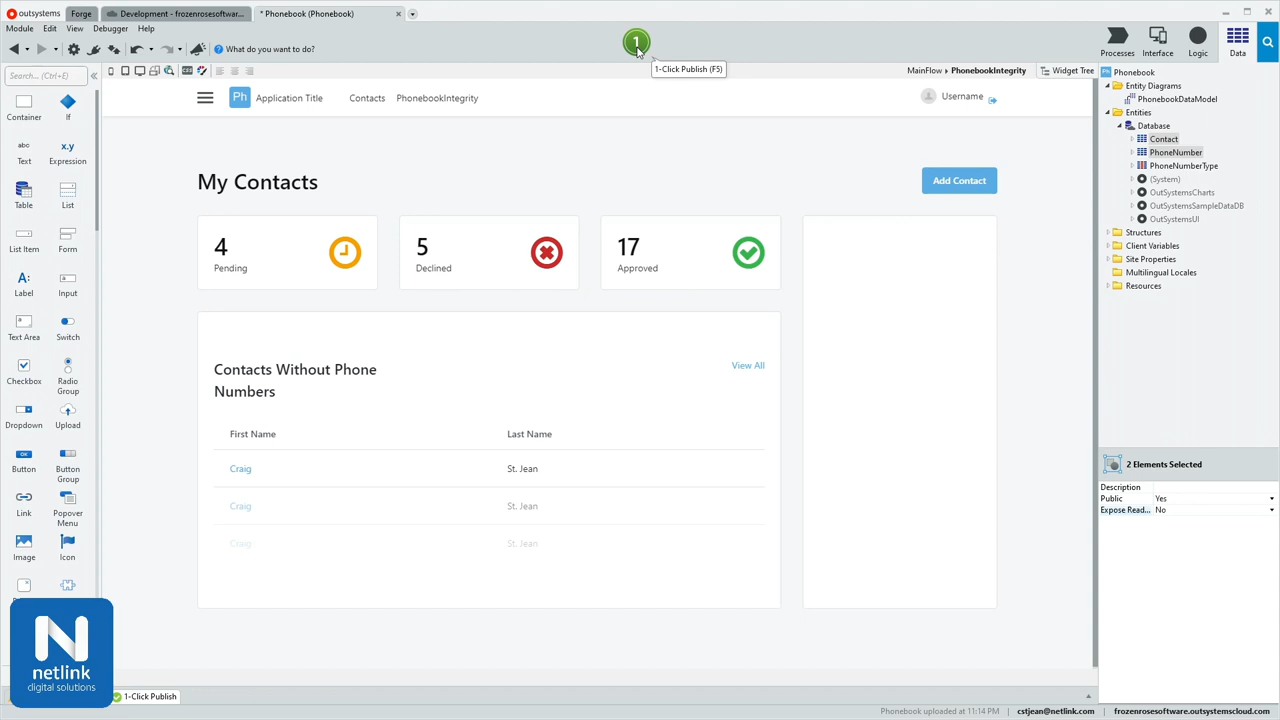 outsystems
Forge
Development - frozenrosesoftwar...
* Phonebook (Phonebook)
Module Edit View Debugger Help
What do you want to do?
1
1-Click Publish (F5)
Processes
Interface
Logic
Data
Search... (Ctrl+E)
MainFlow
PhonebookIntegrity
Widget Tree
Container
If
abc
Text
x.y
Expression
Table
List
List Item
Form
A:
Label
Input
Text Area
Switch
Checkbox
Radio
Group
Dropdown
Upload
OK
Button
Button
Group
Link
Popover
Menu
Image
Icon
Ph
Application Title
Contacts
PhonebookIntegrity
Username
My Contacts
Add Contact
4
Pending
5
Declined
17
Approved
Contacts Without Phone
Numbers
View All
First Name
Last Name
Craig
St. Jean
Craig
St. Jean
Craig
St. Jean
Ph Phonebook
Entity Diagrams
PhonebookDataModel
Entities
Database
Contact
PhoneNumber
PhoneNumberType
(System)
OutSystemsCharts
OutSystemsSampleDataDB
OutSystemsUI
Structures
Client Variables
Site Properties
Multilingual Locales
Resources
2 Elements Selected
Description
Public Yes
Expose Read... No
N
netlink
digital solutions
1-Click Publish
Phonebook uploaded at 11:14 PM
cstjean@netlink.com
frozenrosesoftware.outsystemscloud.com